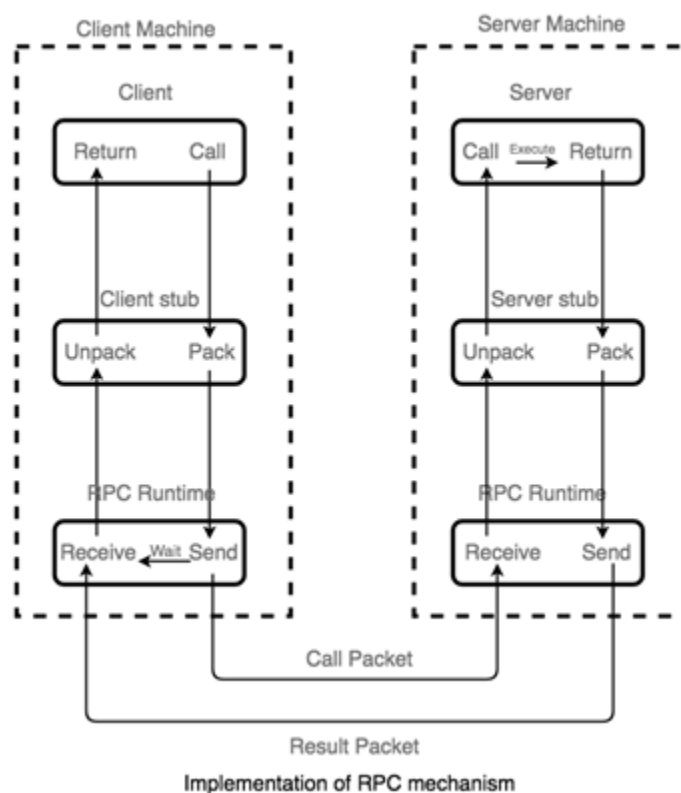 Client Machine
Server Machine
Client
Server
Return Call
Call Execute Return
Client stub
Server stub
Unpack Pack
Unpack Pack
RPC Runtime
RPC Runtime
Receive Wait Send
Receive Send
Call Packet
Result Packet
Implementation of RPC mechanism